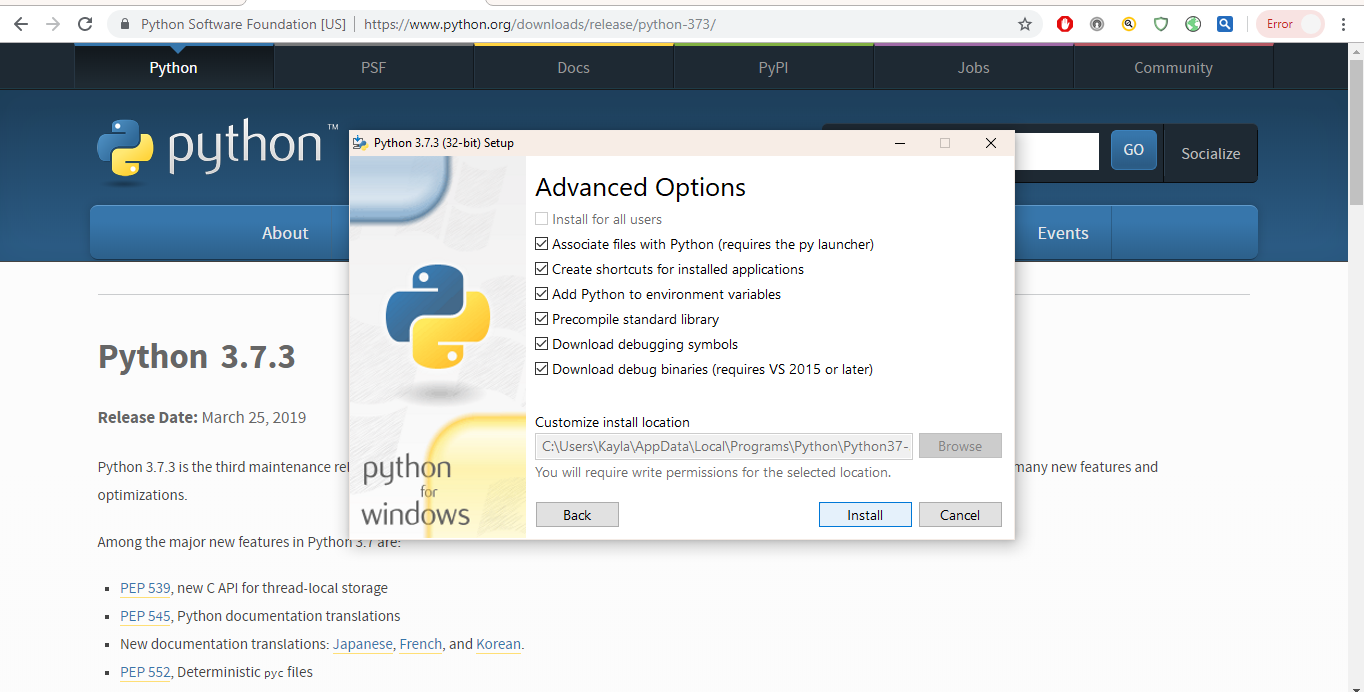 Python Software Foundation [US] | https://www.python.org/downloads/release/python-373/
Error
Python PSF Docs PyPI Jobs Community
python™
GO
Socialize
About
Events
Python 3.7.3 (32-bit) Setup
Advanced Options
Install for all users
Associate files with Python (requires the py launcher)
Create shortcuts for installed applications
Add Python to environment variables
Precompile standard library
Download debugging symbols
Download debug binaries (requires VS 2015 or later)
Customize install location
C:\Users\Kayla\AppData\Local\Programs\Python\Python37-
Browse
You will require write permissions for the selected location.
Back
Install
Cancel
python
for
windows
Python 3.7.3
Release Date: March 25, 2019
Python 3.7.3 is the third maintenance many new features and
optimizations.
Among the major new features in Python 3.7 are:
PEP 539, new C API for thread-local storage
PEP 545, Python documentation translations
New documentation translations: Japanese, French, and Korean.
PEP 552, Deterministic pyc files